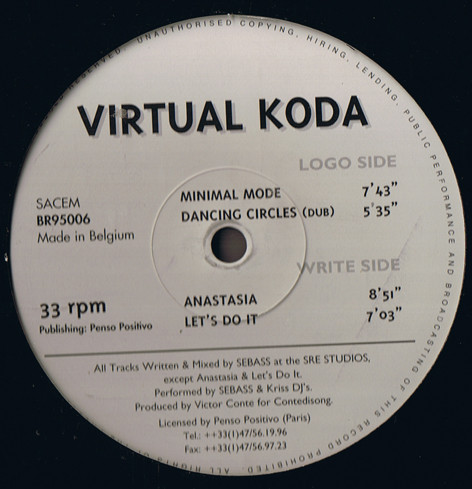 RESERVED. UNAUTHORISED COPYING, HIRING, LENDING, PUBLIC PERFORMANCE AND BROADCASTING OF THIS RECORD PROHIBITED. ALL RIGHTS OF
VIRTUAL KODA
LOGO SIDE
SACEM
BR95006
Made in Belgium
MINIMAL MODE 7'43"
DANCING CIRCLES (DUB) 5'35"
WRITE SIDE
33 rpm
Publishing: Penso Positivo
ANASTASIA 8'51"
LET'S DO IT 7'03"
All Tracks Written & Mixed by SEBASS at the SRE STUDIOS,
except Anastasia & Let's Do It.
Performed by SEBASS & Kriss DJ's.
Produced by Victor Conte for Contedisong.
Licensed by Penso Positivo (Paris)
Tel.: ++33(1)47/56.19.96
Fax: ++33(1)47/56.97.23